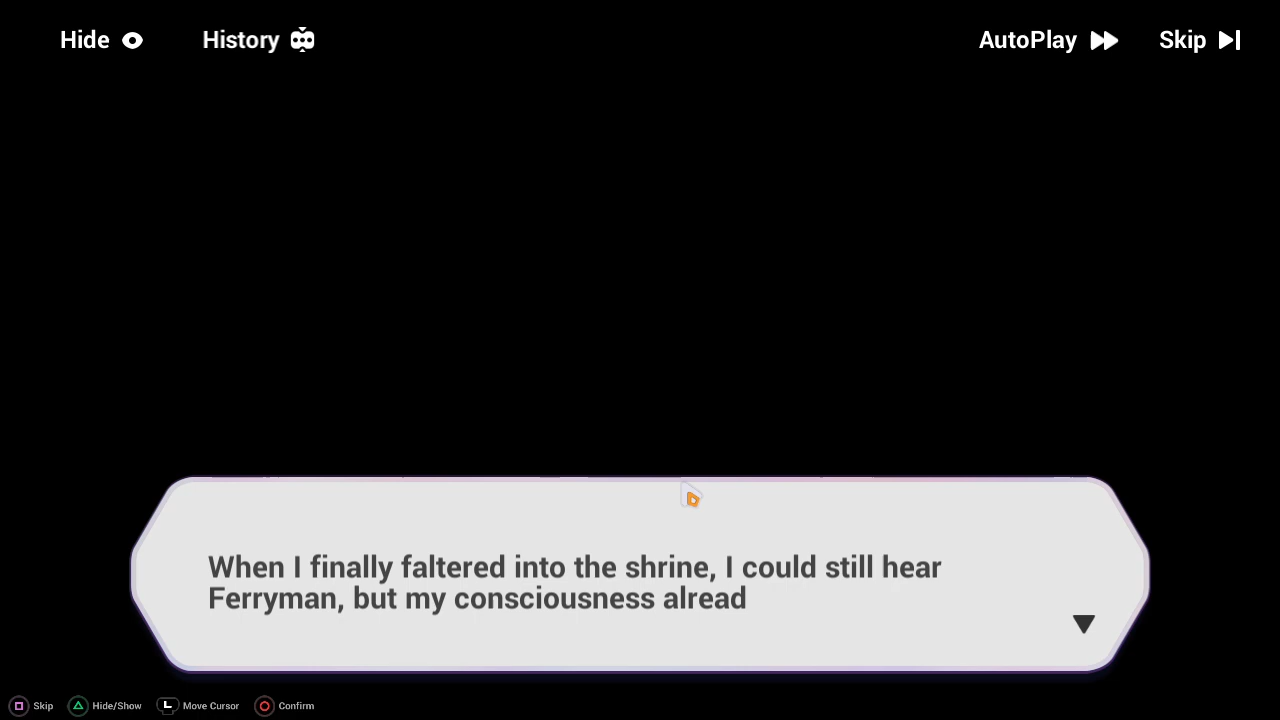 Hide
History
AutoPlay
Skip
When I finally faltered into the shrine, I could still hear
Ferryman, but my consciousness alread
Skip
Hide/Show
L
Move Cursor
Confirm